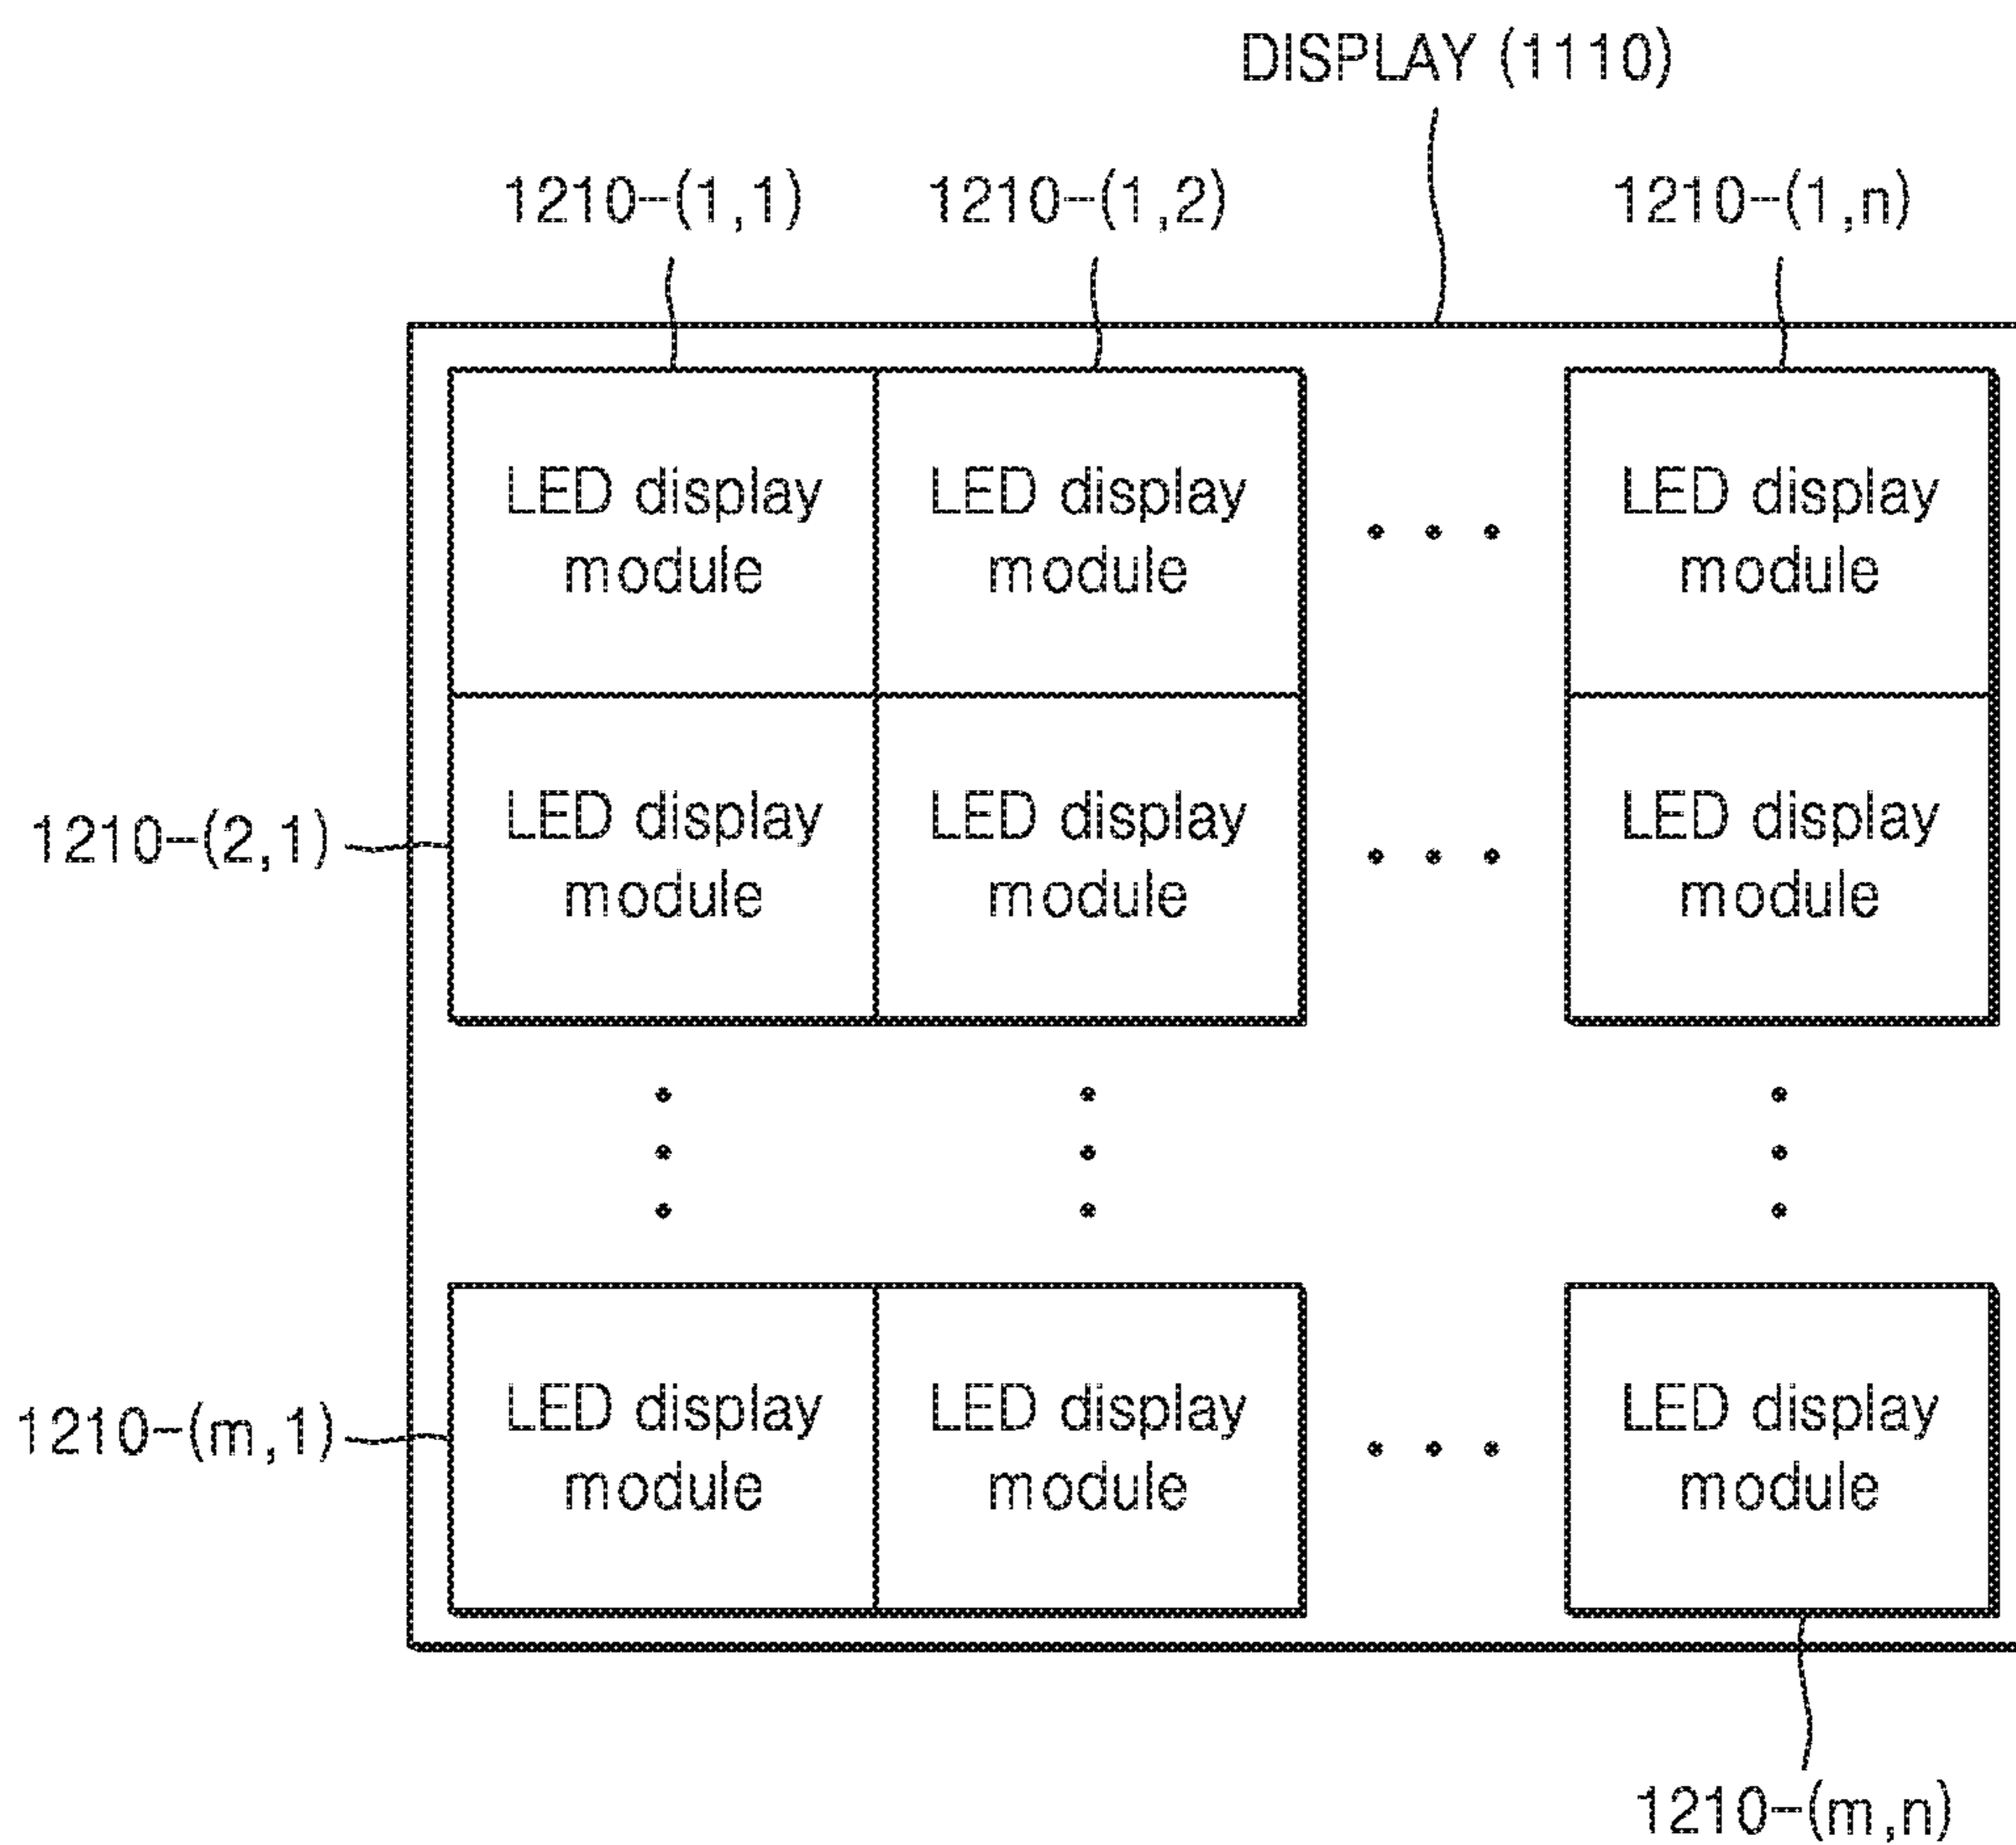 DISPLAY (1110)
1210-(1,1) 1210-(1,2) 1210-(1,n)
LED display LED display LED display
module module module
1210-(2,1)
LED display LED display LED display
module module module
1210-(m,1)
LED display LED display LED display
module module module
1210-(m,n)